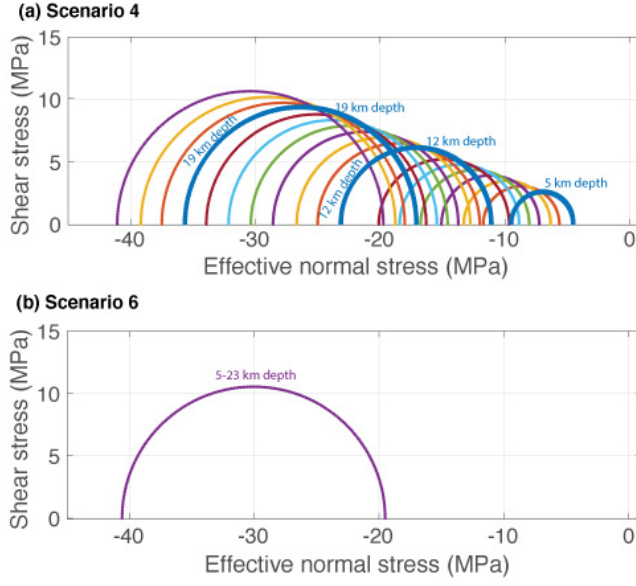 (a) Scenario 4
15
10
5
0
Shear stress (MPa)
19 km depth
19 km depth
12 km depth
12 km depth
5 km depth
-40 -30 -20 -10 0
Effective normal stress (MPa)
(b) Scenario 6
15
10
5
0
Shear stress (MPa)
5-23 km depth
-40 -30 -20 -10 0
Effective normal stress (MPa)